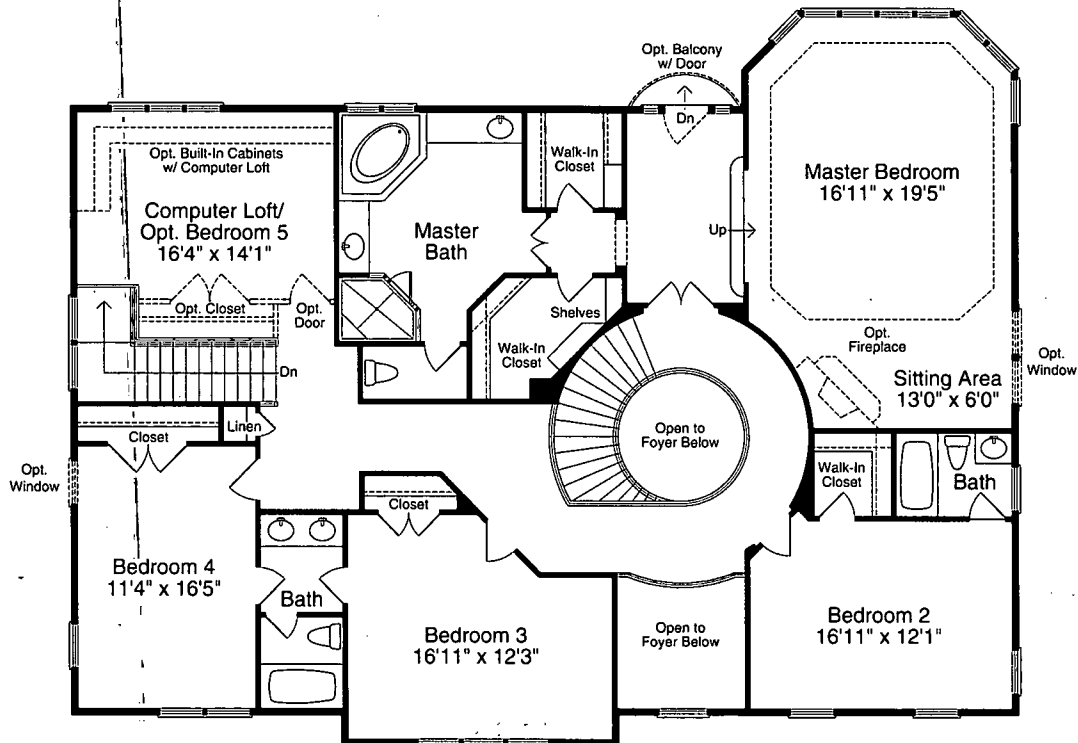 Opt. Balcony
w/ Door
Dn
Opt. Built-In Cabinets
w/ Computer Loft
Computer Loft/
Opt. Bedroom 5
16'4" x 14'1"
Walk-In
Closet
Master Bedroom
16'11" x 19'5"
Master
Bath
Up
Opt. Closet
Opt.
Door
Shelves
Walk-In
Closet
Opt.
Fireplace
Opt.
Window
Sitting Area
13'0" x 6'0"
Dn
Linen
Closet
Open to
Foyer Below
Opt.
Window
Walk-In
Closet
Bath
Closet
Bedroom 4
11'4" x 16'5"
Bath
Bedroom 3
16'11" x 12'3"
Open to
Foyer Below
Bedroom 2
16'11" x 12'1"